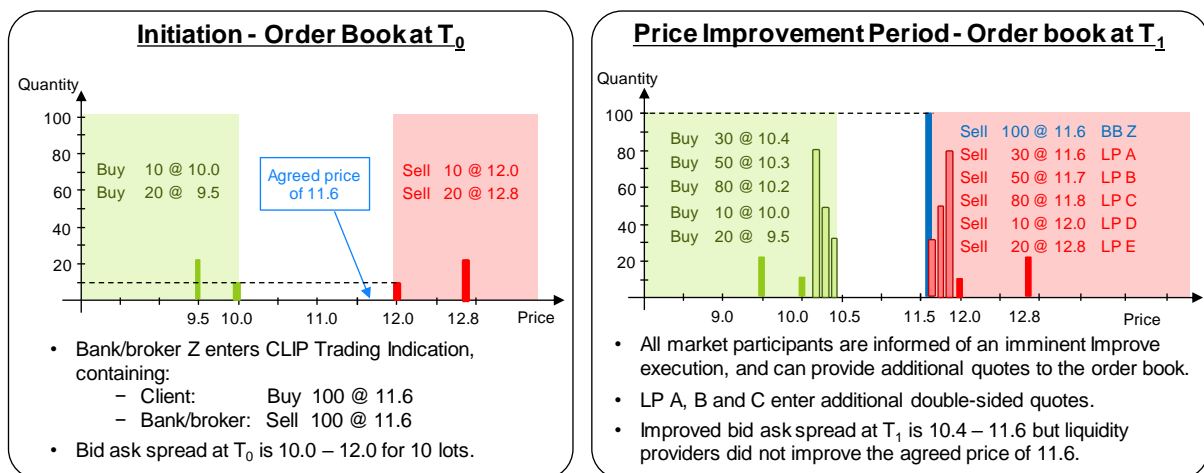 Initiation - Order Book at T0
Quantity
100
80
60
40
20
Buy 10 @ 10.0
Buy 20 @ 9.5
Agreed price
of 11.6
Sell 10 @ 12.0
Sell 20 @ 12.8
9.5 10.0 11.0 12.0 12.8 Price
• Bank/broker Z enters CLIP Trading Indication,
containing:
− Client: Buy 100 @ 11.6
− Bank/broker: Sell 100 @ 11.6
• Bid ask spread at T0 is 10.0 – 12.0 for 10 lots.
Price Improvement Period - Order book at T1
Quantity
100
80
60
40
20
Buy 30 @ 10.4
Buy 50 @ 10.3
Buy 80 @ 10.2
Buy 10 @ 10.0
Buy 20 @ 9.5
Sell 100 @ 11.6 BB Z
Sell 30 @ 11.6 LP A
Sell 50 @ 11.7 LP B
Sell 80 @ 11.8 LP C
Sell 10 @ 12.0 LP D
Sell 20 @ 12.8 LP E
9.0 10.0 10.5 11.5 12.0 12.8 Price
• All market participants are informed of an imminent Improve
execution, and can provide additional quotes to the order book.
• LP A, B and C enter additional double-sided quotes.
• Improved bid ask spread at T1 is 10.4 – 11.6 but liquidity
providers did not improve the agreed price of 11.6.